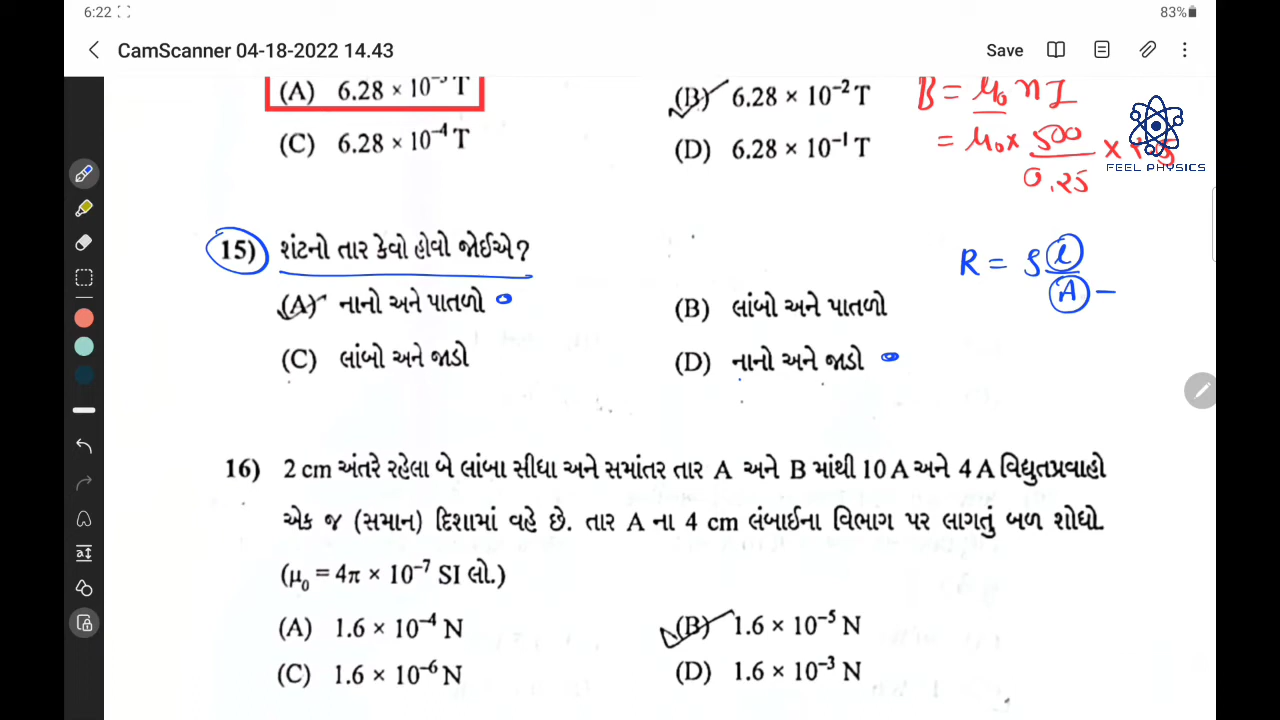 6:22
83%
CamScanner 04-18-2022 14.43
Save
(A) 6.28 × 10⁻³ T
(B) 6.28 × 10⁻² T
B = μ₀ n I
(C) 6.28 × 10⁻⁴ T
(D) 6.28 × 10⁻¹ T
= μ₀ × 500 / 0.25 ×
FEEL PHYSICS
15) શંટનો તાર કેવો હોવો જોઈએ?
R = ρ l / A
(A) નાનો અને પાતળો
(B) લાંબો અને પાતળો
(C) લાંબો અને જાડો
(D) નાનો અને જાડો
16) 2 cm અંતરે રહેલા બે લાંબા સીધા અને સમાંતર તાર A અને B માંથી 10 A અને 4 A વિદ્યુતપ્રવાહો
એક જ (સમાન) દિશામાં વહે છે. તાર A ના 4 cm લંબાઈના વિભાગ પર લાગતું બળ શોધો.
(μ₀ = 4π × 10⁻⁷ SI લો.)
(A) 1.6 × 10⁻⁴ N
(B) 1.6 × 10⁻⁵ N
(C) 1.6 × 10⁻⁶ N
(D) 1.6 × 10⁻³ N